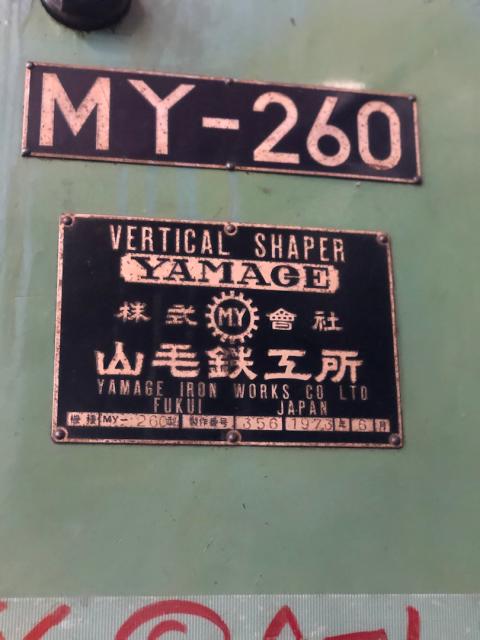 MY-260
VERTICAL SHAPER
YAMAGE
株式 MY 會社
山毛鉄工所
YAMAGE IRON WORKS CO LTD
FUKUI JAPAN
機種 MY-260型 製作番号 356 1973年6月